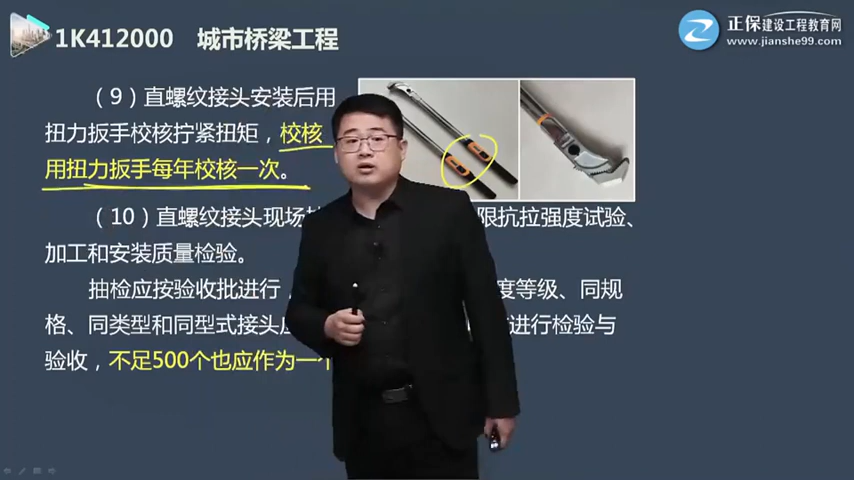 1K412000 城市桥梁工程
正保建设工程教育网
www.jianshe99.com
（9）直螺纹接头安装后用
扭力扳手校核拧紧扭矩，校核
用扭力扳手每年校核一次。
（10）直螺纹接头现场 限抗拉强度试验、
加工和安装质量检验。
抽检应按验收批进行， 度等级、同规
格、同类型和同型式接头应 进行检验与
验收，不足500个也应作为一个